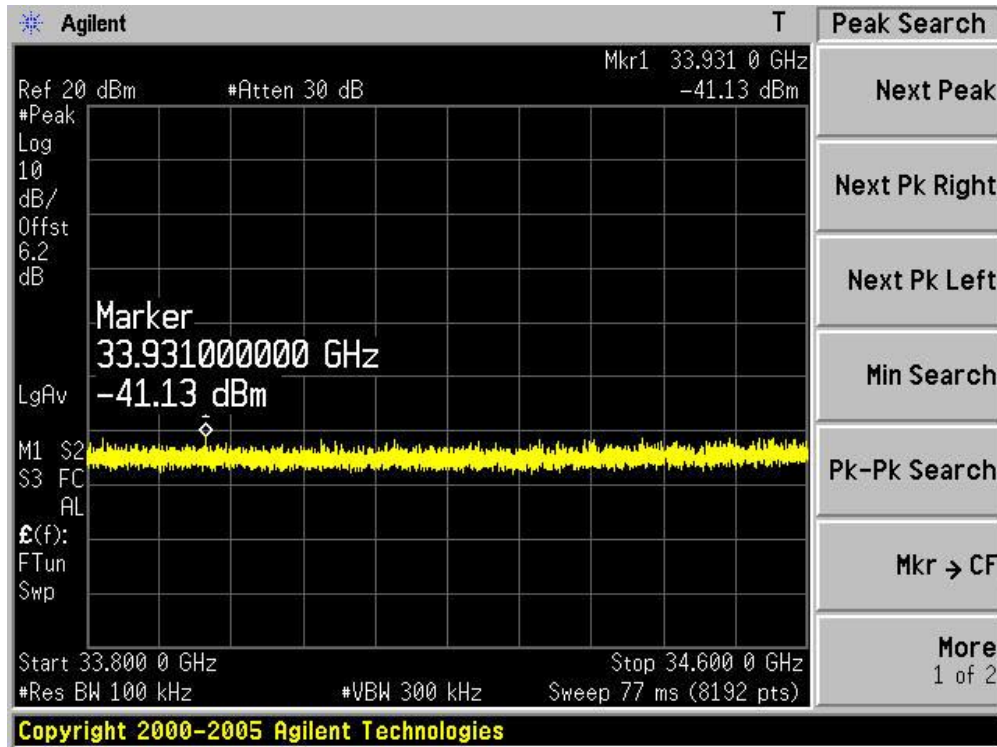 Agilent T Peak Search
Mkr1 33.931 0 GHz
Ref 20 dBm #Atten 30 dB -41.13 dBm
#Peak
Log
10
dB/
Offst
6.2
dB
Marker
33.931000000 GHz
-41.13 dBm
LgAv
M1 S2
S3 FC
AL
£(f):
FTun
Swp
Start 33.800 0 GHz Stop 34.600 0 GHz
#Res BW 100 kHz #VBW 300 kHz Sweep 77 ms (8192 pts)
Copyright 2000-2005 Agilent Technologies
Next Peak
Next Pk Right
Next Pk Left
Min Search
Pk-Pk Search
Mkr → CF
More
1 of 2